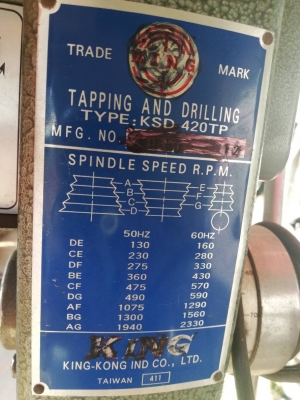 TRADE MARK
KING
TAPPING AND DRILLING
TYPE: KSD 420TP
MFG. NO.
SPINDLE SPEED R.P.M.
A E
B F
C G
D
50HZ 60HZ
DE 130 160
CE 230 280
DF 275 330
BE 360 430
CF 475 570
DG 490 590
AF 1075 1290
BG 1300 1560
AG 1940 2330
KING
KING-KONG IND CO., LTD.
TAIWAN 411